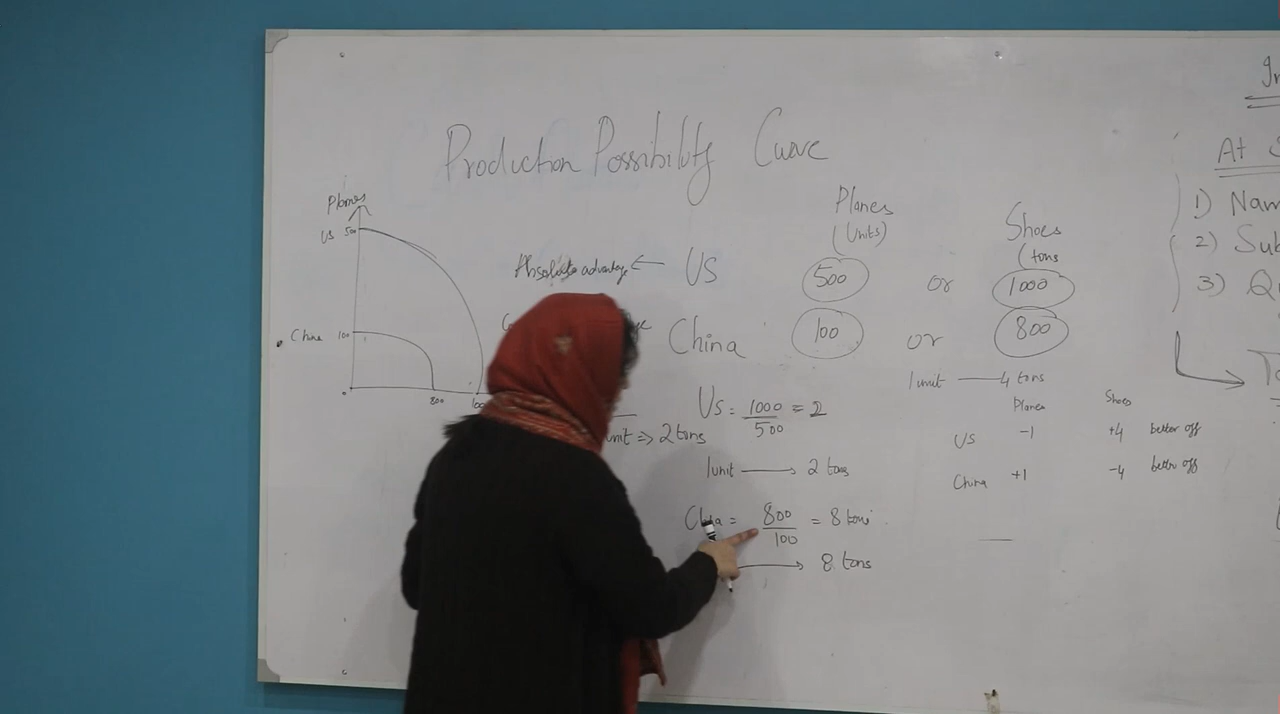 Production Possibility Curve
Planes
US 500
China 100
800
Absolute advantage ← US
China
Planes
(Units)
500
or
100
or
Shoes
(tons
1000
800
1 unit — 4 tons
US = 1000/500 = 2
unit => 2 tons
1 unit → 2 tons
= 800/100 = 8 tons
→ 8 tons
Planes Shoes
US -1 +4 better off
China +1 -4 better off
At
1)
2)
3)